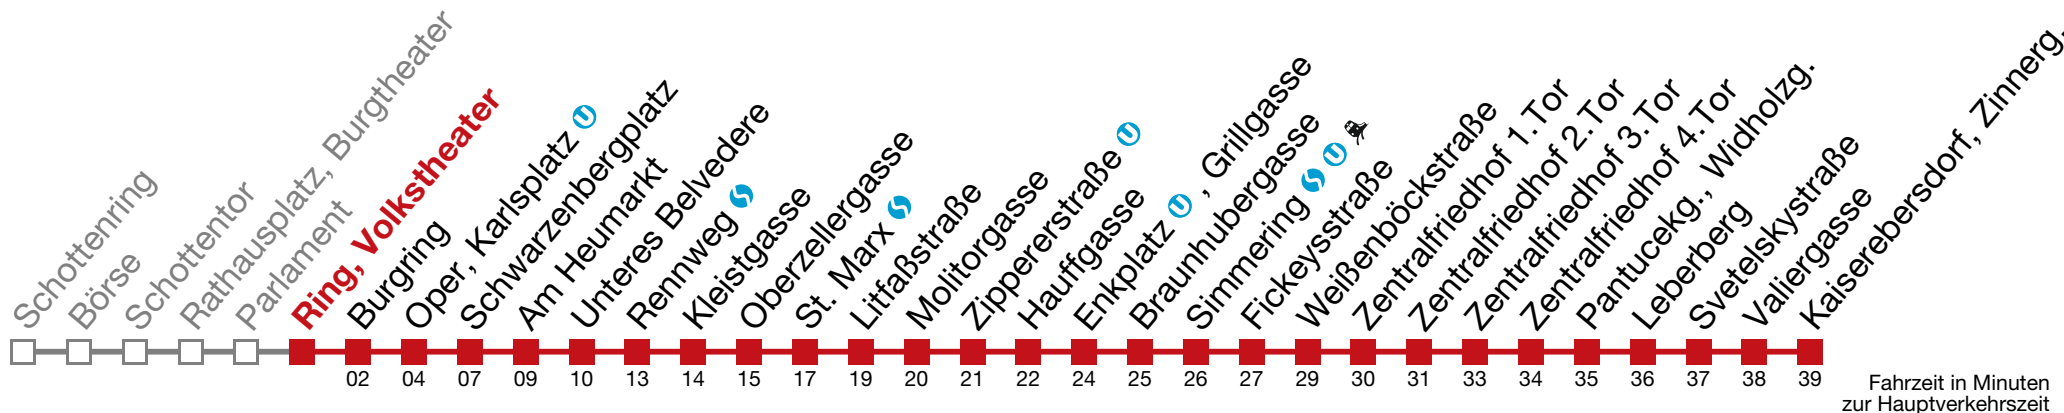 Schottenring
Börse
Schottentor
Rathausplatz, Burgtheater
Parlament
Ring, Volkstheater
Burgring
Oper, Karlsplatz U
Schwarzenbergplatz
Am Heumarkt
Unteres Belvedere
Rennweg S
Kleistgasse
Oberzellergasse
St. Marx S
Litfaßstraße
Molitorgasse
Zippererstraße U
Hauffgasse
Enkplatz U , Grillgasse
Braunhubergasse
Simmering S U
Fickeysstraße
Weißenböckstraße
Zentralfriedhof 1.Tor
Zentralfriedhof 2.Tor
Zentralfriedhof 3.Tor
Zentralfriedhof 4.Tor
Pantucekg., Widholzg.
Leberberg
Svetelskystraße
Valiergasse
Kaiserebersdorf, Zinnerg.
02 04 07 09 10 13 14 15 17 19 20 21 22 24 25 26 27 29 30 31 33 34 35 36 37 38 39
Fahrzeit in Minuten
zur Hauptverkehrszeit